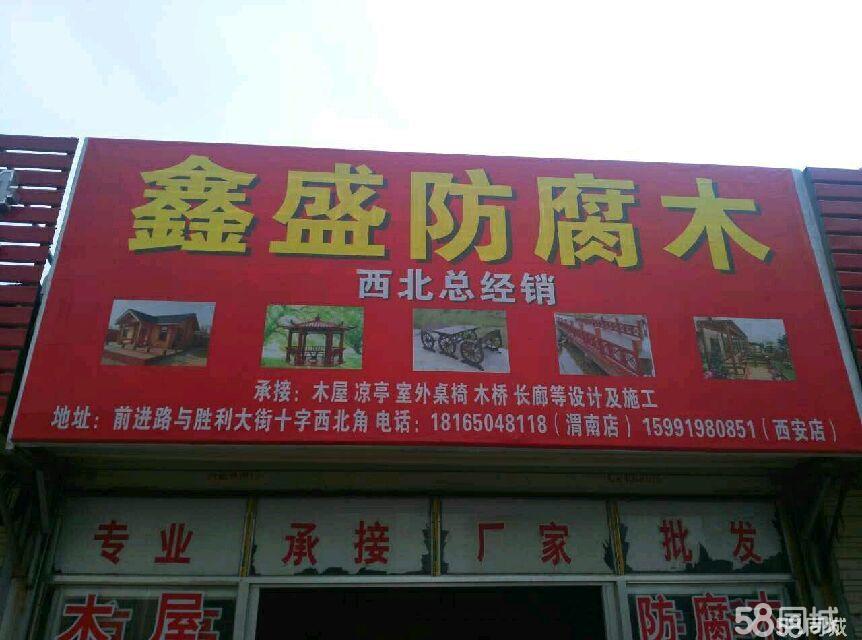 鑫盛防腐木
西北总经销
承接：木屋 凉亭 室外桌椅 木桥 长廊等设计及施工
地址：前进路与胜利大街十字西北角 电话：18165048118（渭南店）15991980851（西安店）
专业 承接 厂家 批发
木屋 防腐木
58同城